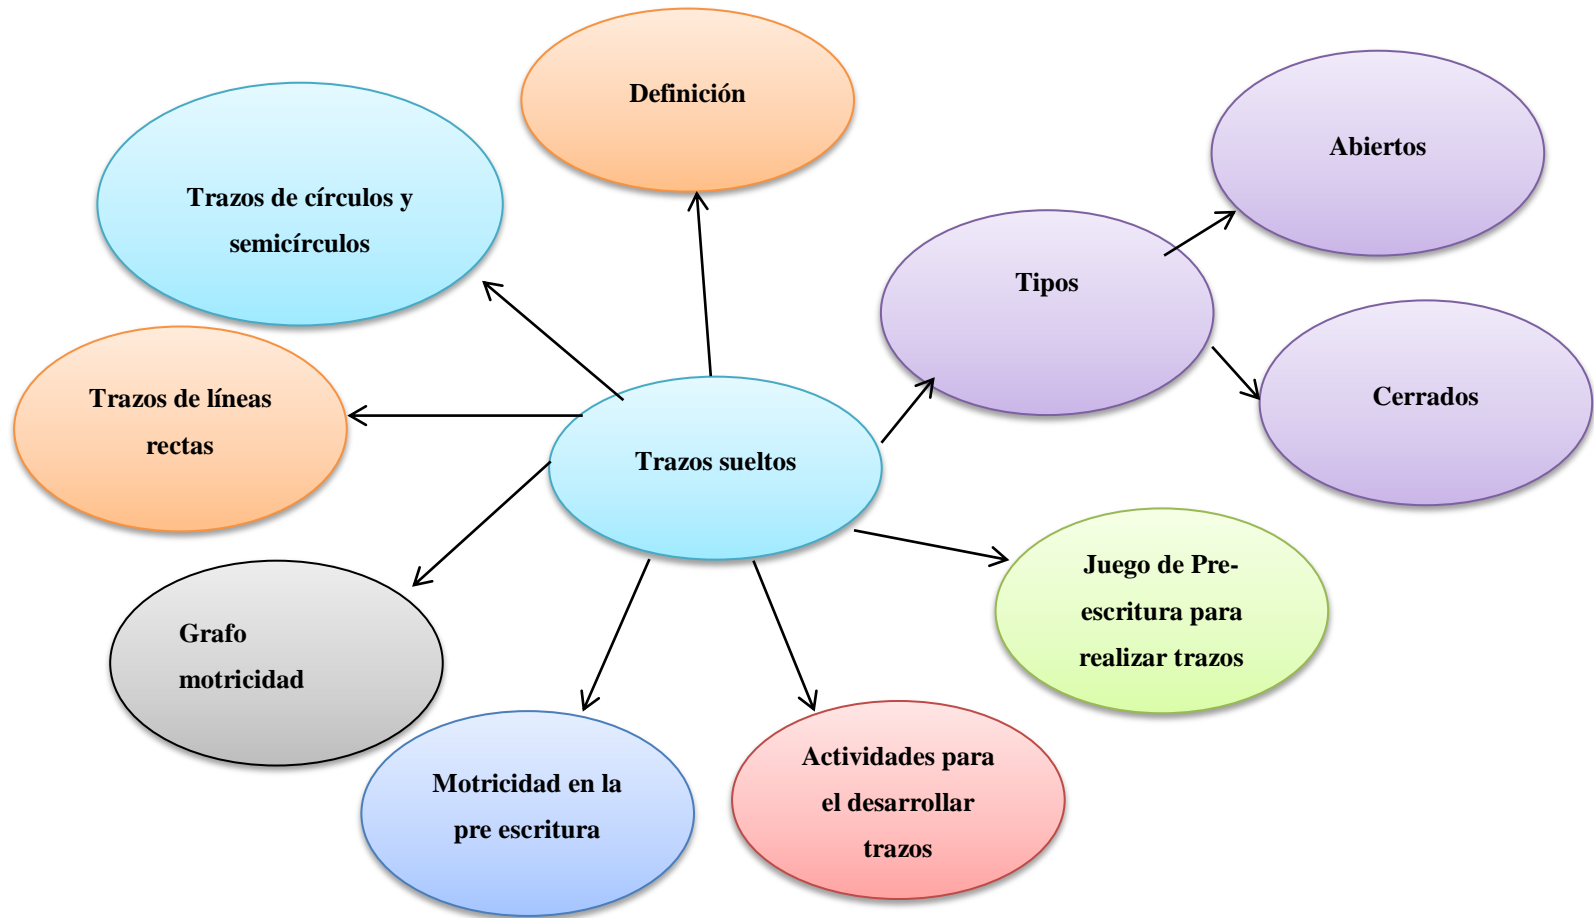 Definición
Abiertos
Trazos de círculos y
semicírculos
Tipos
Trazos de líneas
rectas
Cerrados
Trazos sueltos
Juego de Pre-
escritura para
realizar trazos
Grafo
motricidad
Motricidad en la
pre escritura
Actividades para
el desarrollar
trazos